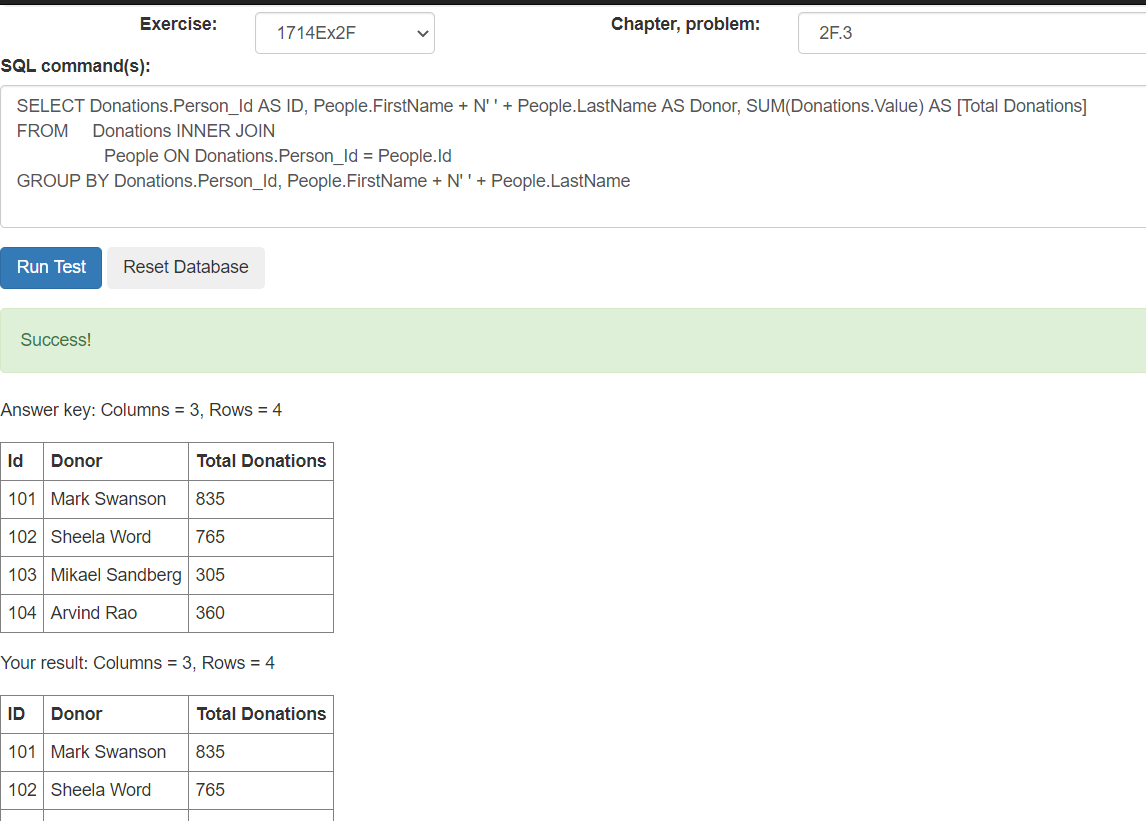 Exercise: 1714Ex2F Chapter, problem: 2F.3
SQL command(s):
SELECT Donations.Person_Id AS ID, People.FirstName + N' ' + People.LastName AS Donor, SUM(Donations.Value) AS [Total Donations]
FROM Donations INNER JOIN
People ON Donations.Person_Id = People.Id
GROUP BY Donations.Person_Id, People.FirstName + N' ' + People.LastName
Run Test Reset Database
Success!
Answer key: Columns = 3, Rows = 4
Id Donor Total Donations
101 Mark Swanson 835
102 Sheela Word 765
103 Mikael Sandberg 305
104 Arvind Rao 360
Your result: Columns = 3, Rows = 4
ID Donor Total Donations
101 Mark Swanson 835
102 Sheela Word 765